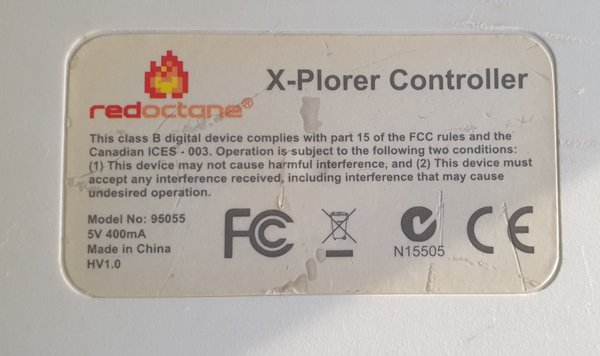 redoctane®
X-Plorer Controller
This class B digital device complies with part 15 of the FCC rules and the
Canadian ICES - 003. Operation is subject to the following two conditions:
(1) This device may not cause harmful interference, and (2) This device must
accept any interference received, including interference that may cause
undesired operation.
Model No: 95055
5V 400mA
Made in China
HV1.0
FC
N15505
CE